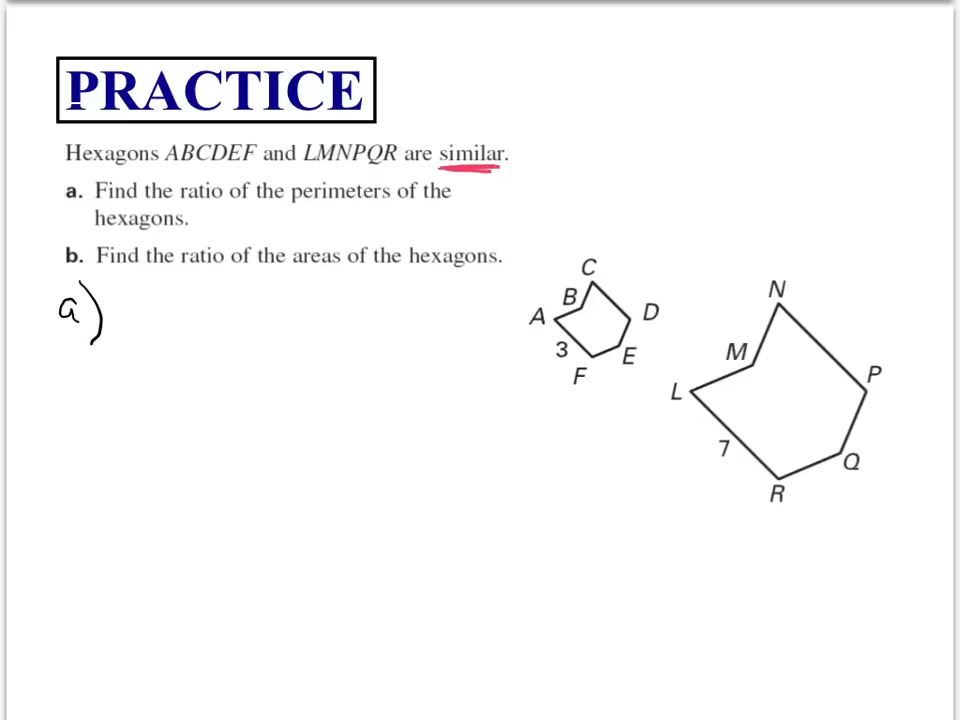 PRACTICE
Hexagons ABCDEF and LMNPQR are similar.
a. Find the ratio of the perimeters of the
hexagons.
b. Find the ratio of the areas of the hexagons.
a)
C
B
A
D
3
E
F
N
M
P
L
7
Q
R